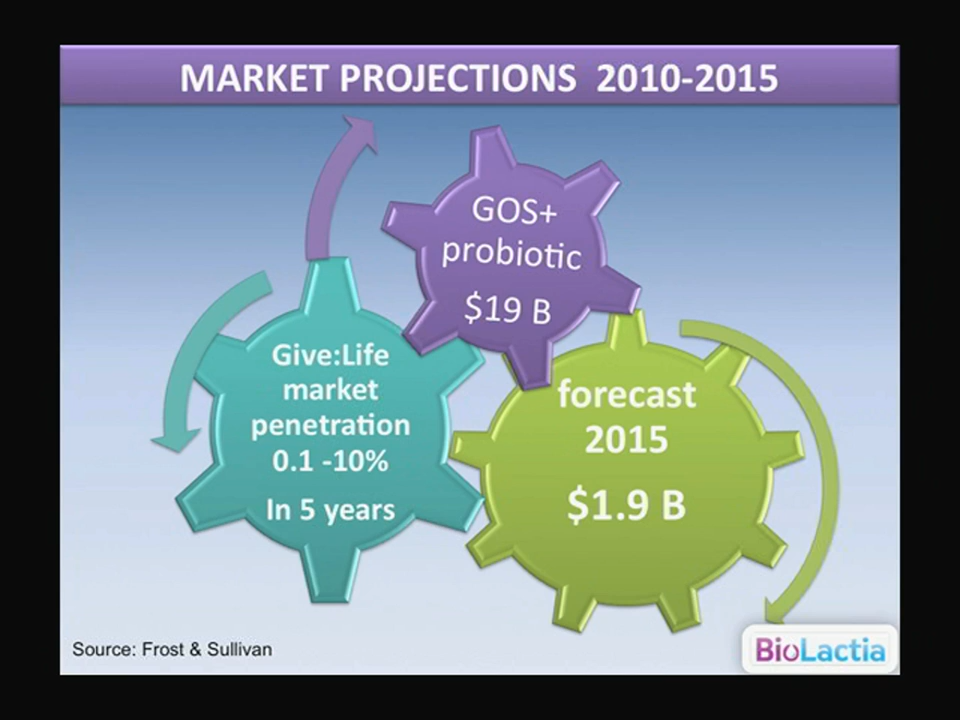 MARKET PROJECTIONS 2010-2015
GOS+
probiotic
$19 B
Give:Life
market
penetration
0.1 -10%
In 5 years
forecast
2015
$1.9 B
Source: Frost & Sullivan
BioLactia